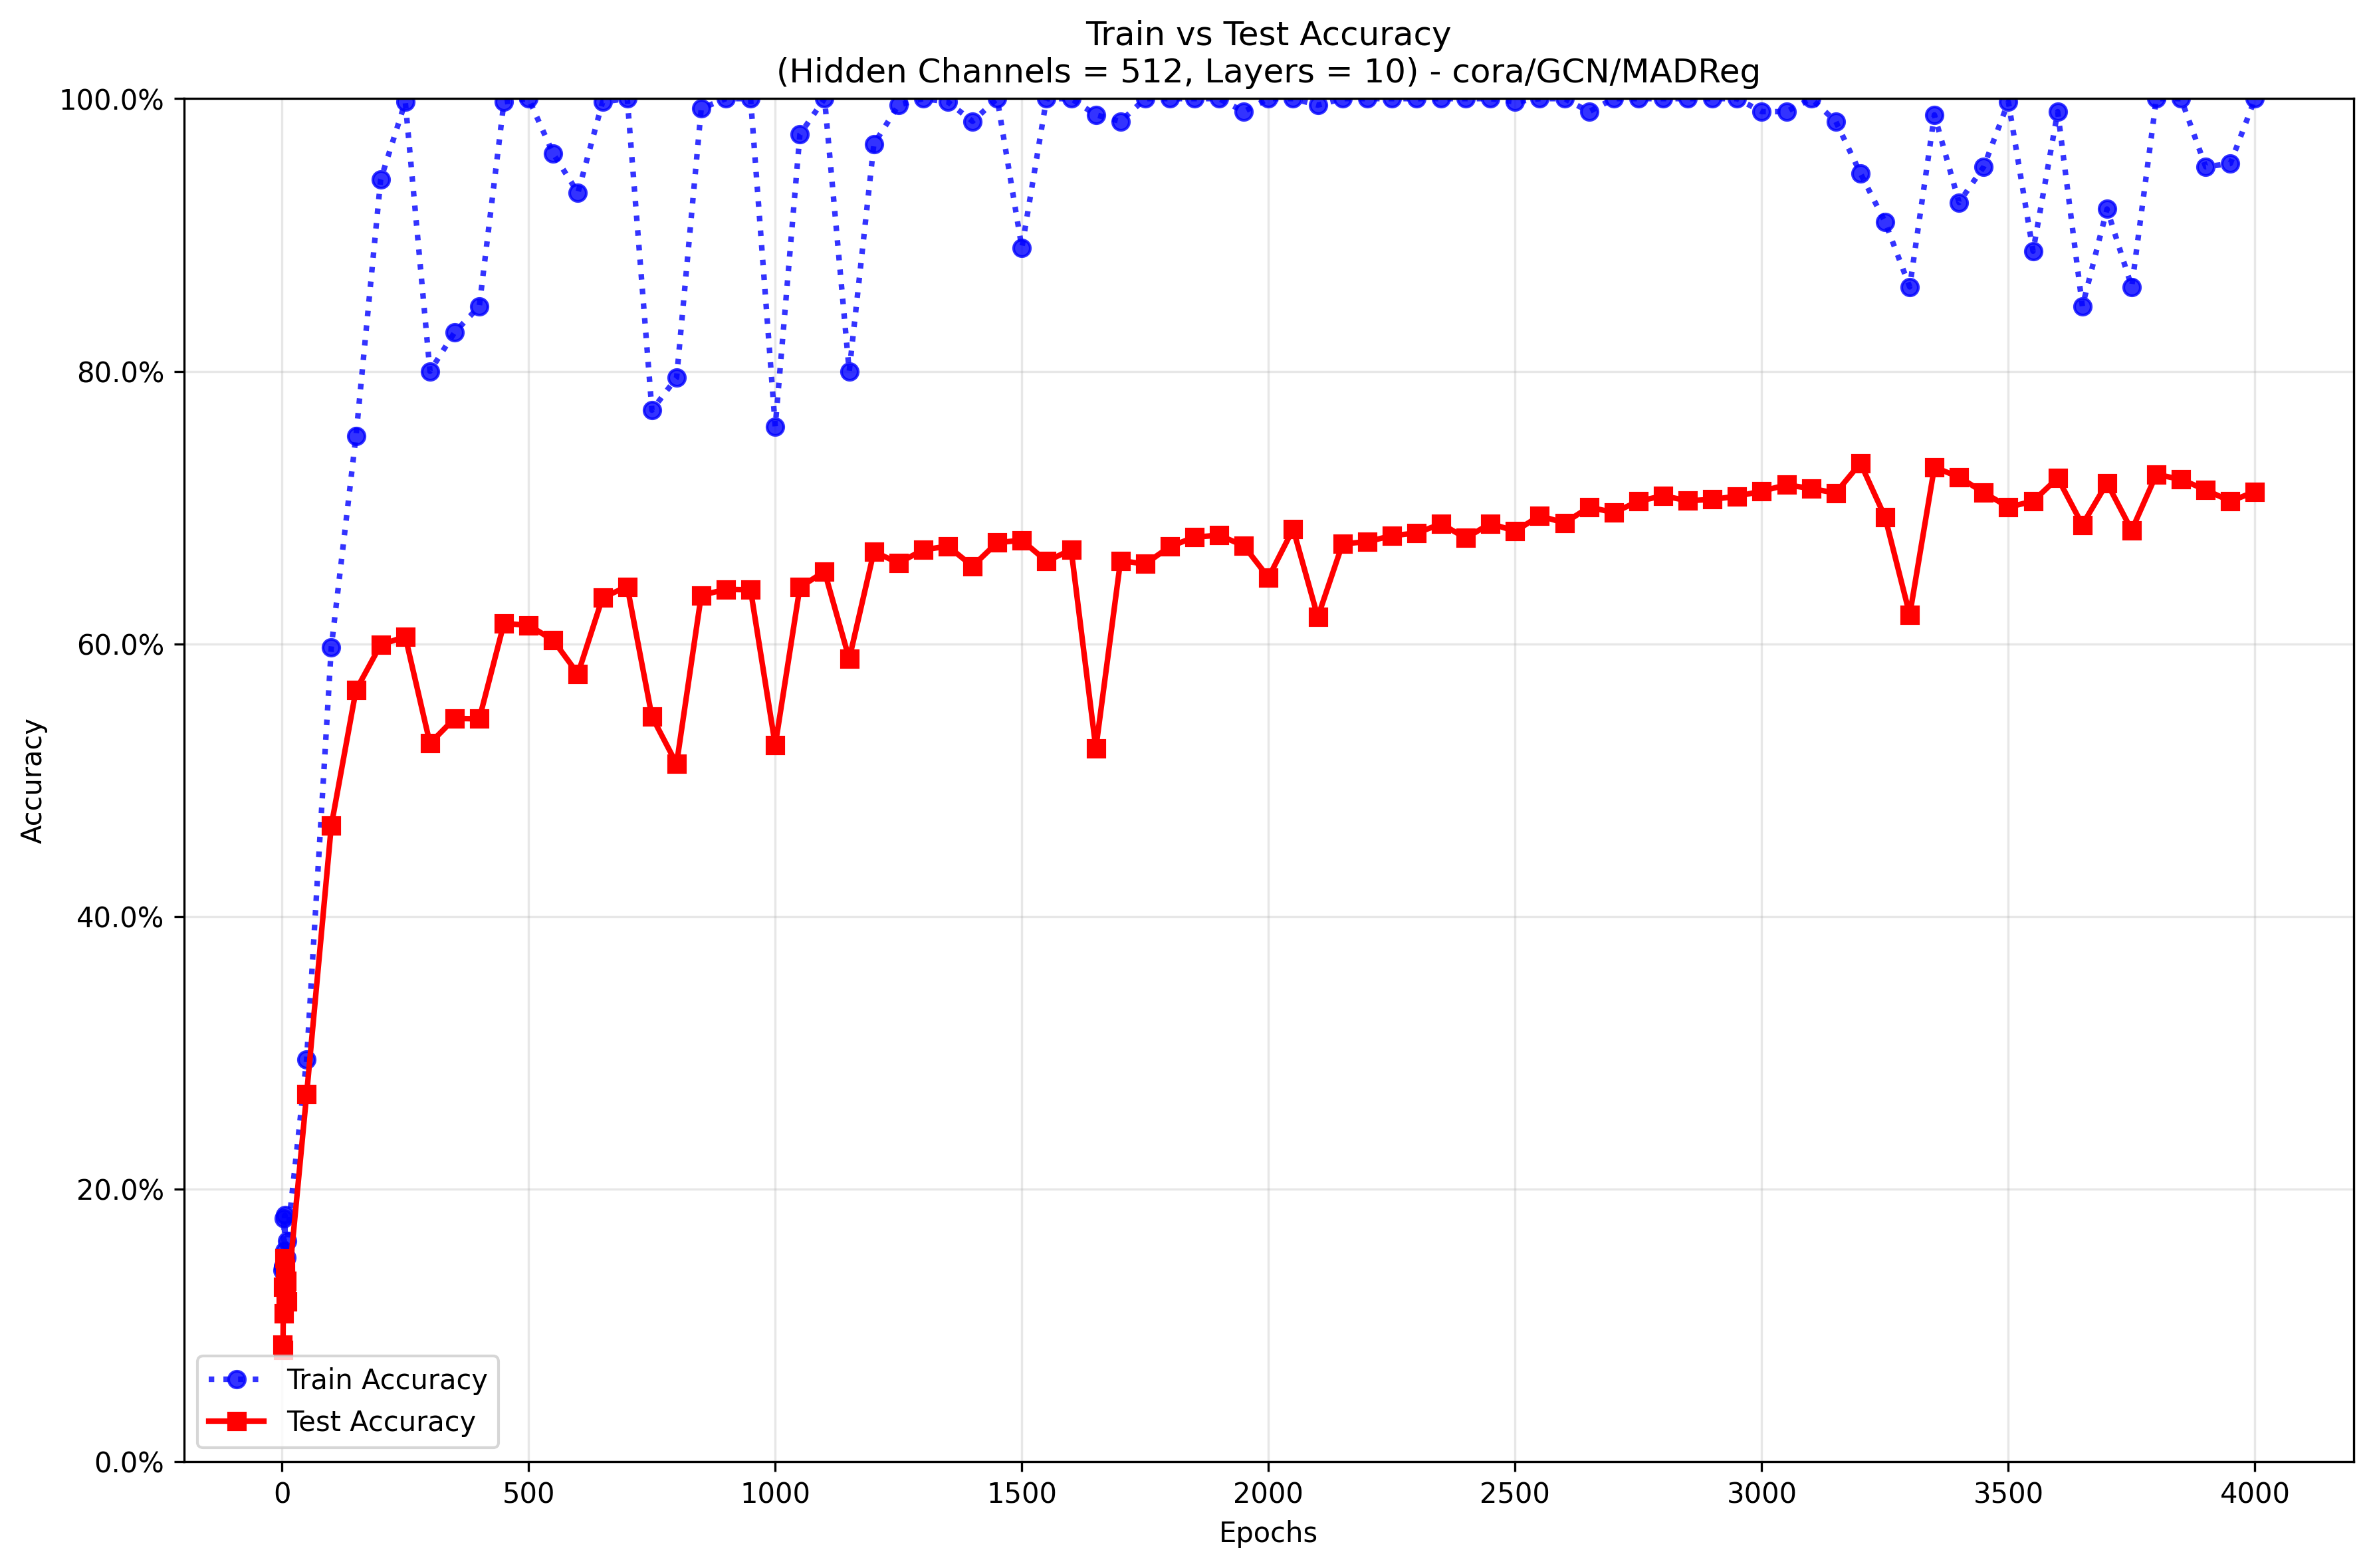 Train vs Test Accuracy
(Hidden Channels = 512, Layers = 10) - cora/GCN/MADReg
100.0%
80.0%
60.0%
40.0%
20.0%
0.0%
Accuracy
Train Accuracy
Test Accuracy
0 500 1000 1500 2000 2500 3000 3500 4000
Epochs